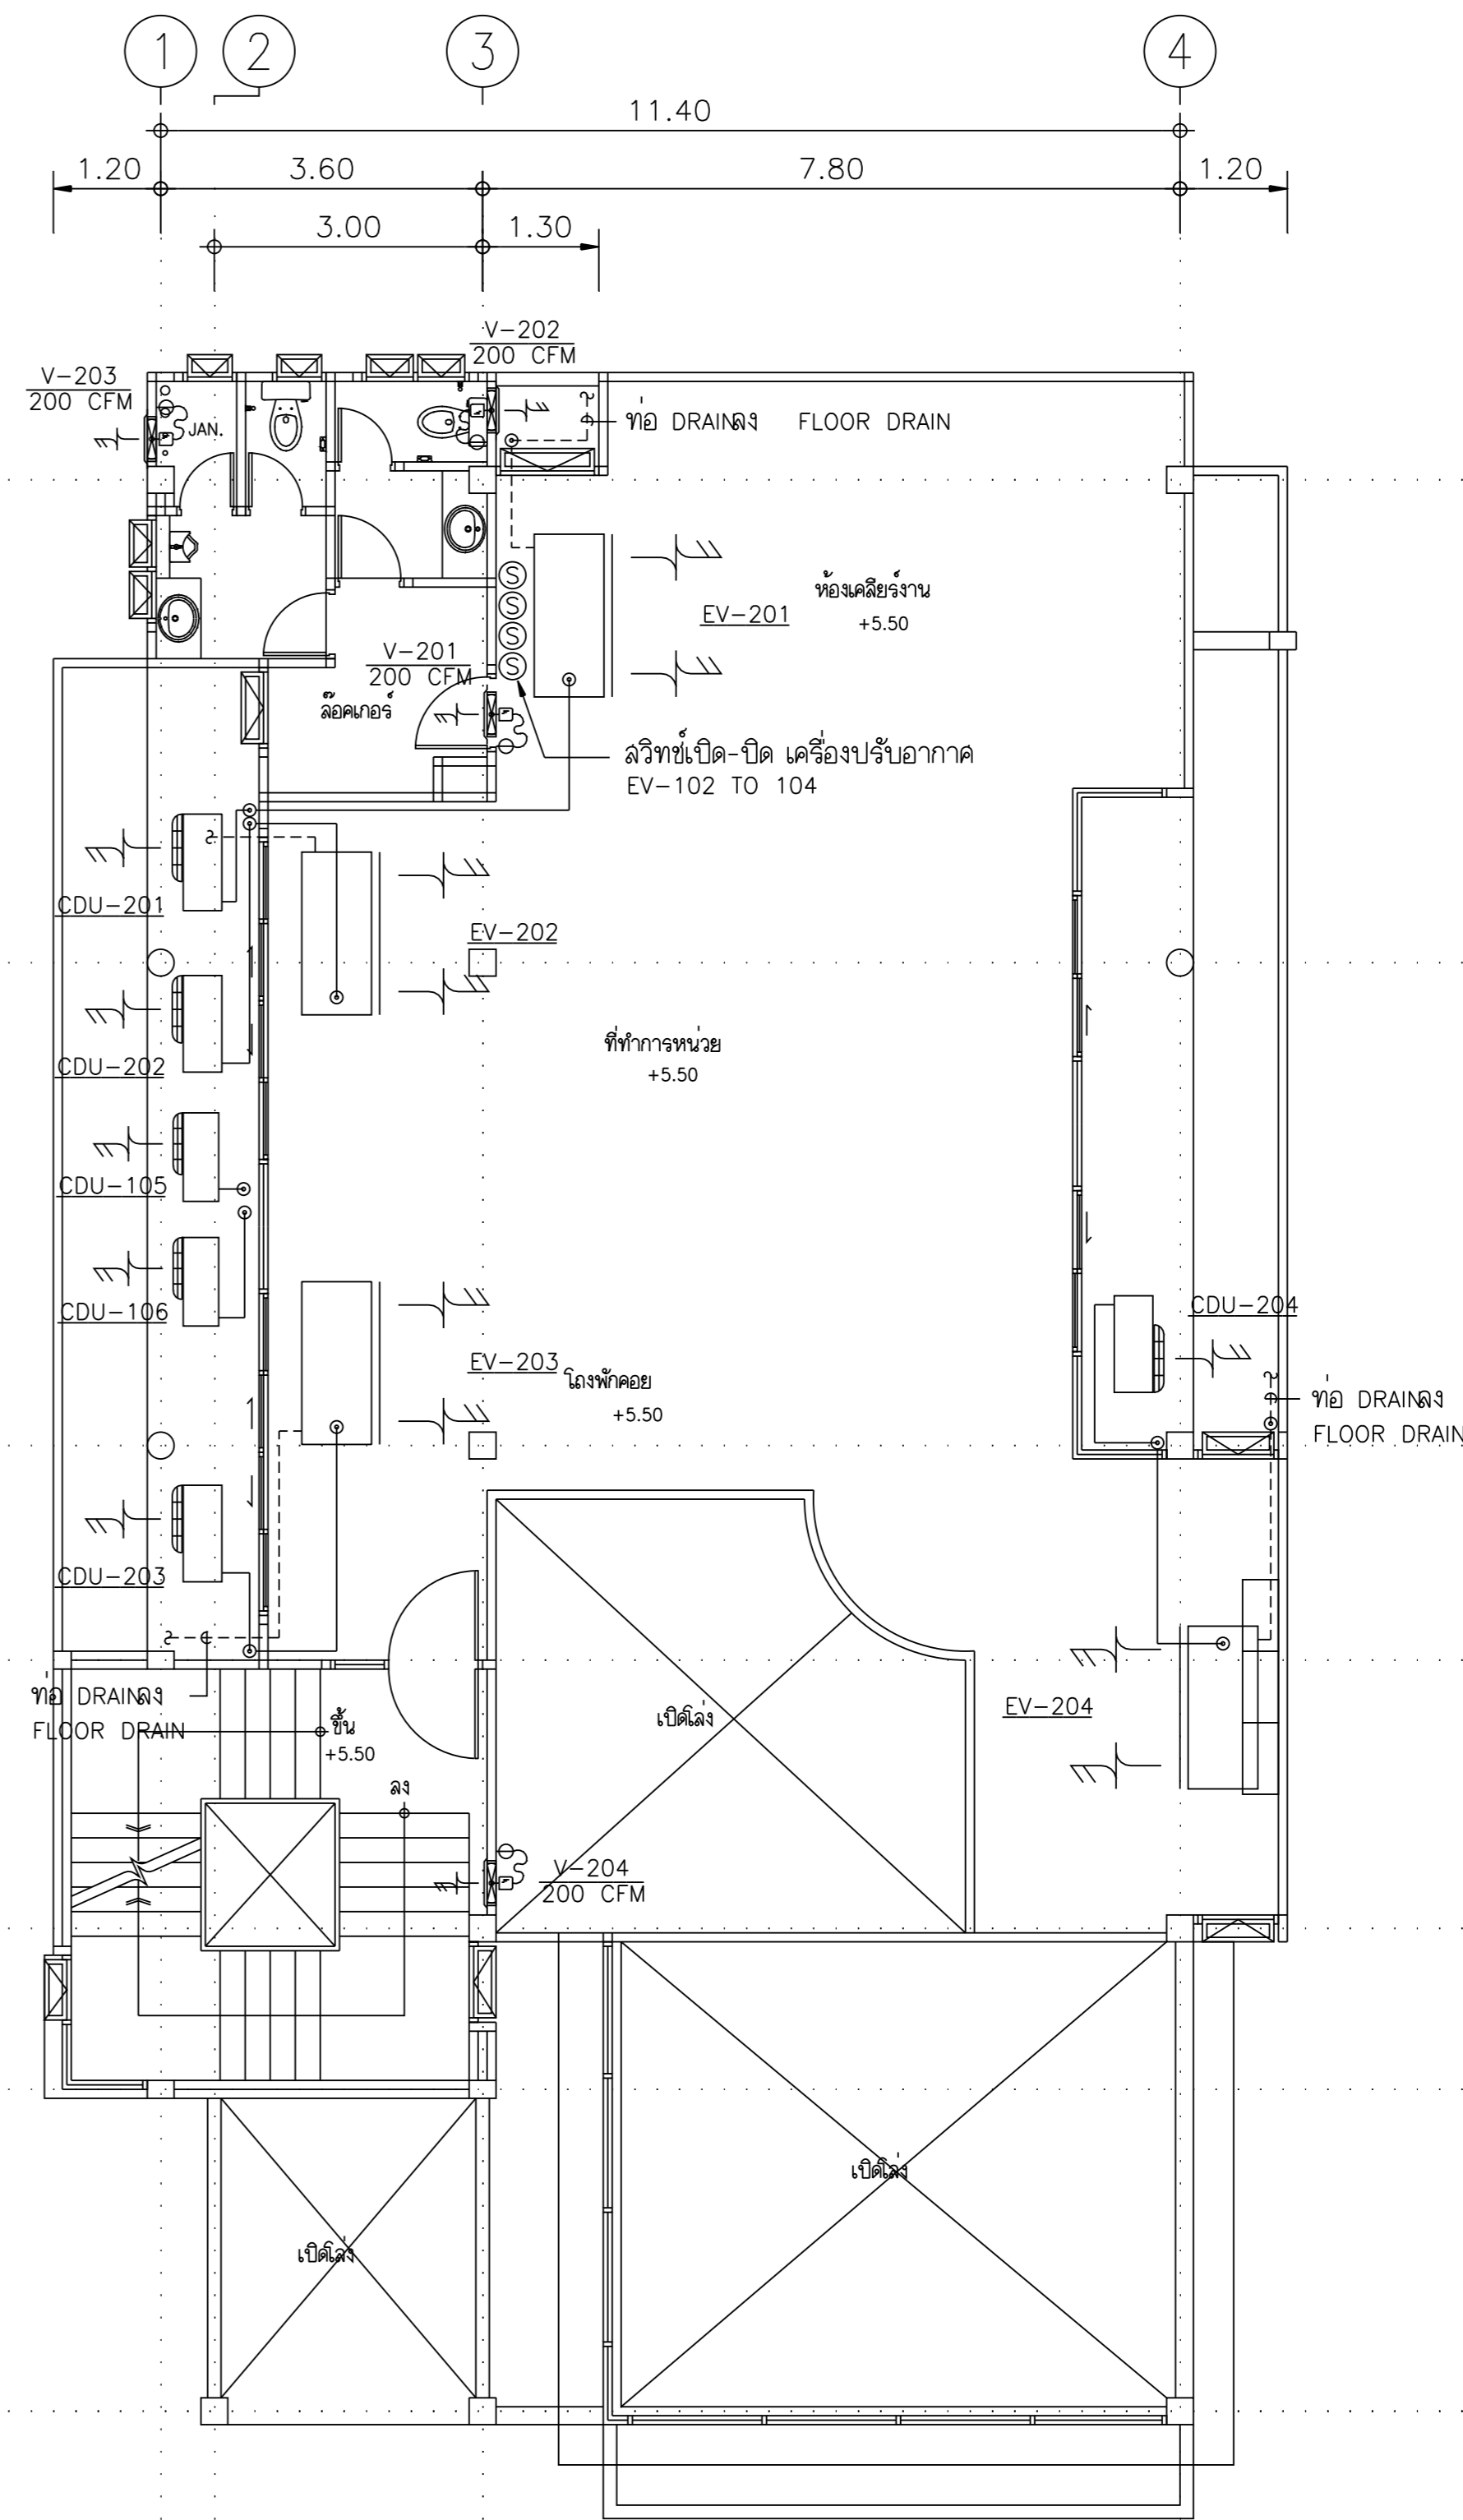 1 2 3 4
11.40
1.20 3.60 7.80 1.20
3.00 1.30
V-202
200 CFM
V-203
200 CFM
JAN.
ท่อ DRAINลง FLOOR DRAIN
ห้องเคลียร์งาน
+5.50
EV-201
V-201
200 CFM
ล๊อคเกอร์
S
S
S
S
สวิทช์เปิด-ปิด เครื่องปรับอากาศ
EV-102 TO 104
CDU-201
EV-202
ที่ทำการหน่วย
+5.50
CDU-202
CDU-105
CDU-106
CDU-204
EV-203
โถงพักคอย
+5.50
ท่อ DRAINลง
FLOOR DRAIN
CDU-203
ท่อ DRAINลง
FLOOR DRAIN
ขึ้น
+5.50
เปิดโล่ง
EV-204
ลง
V-204
200 CFM
เปิดโล่ง
เปิดโล่ง